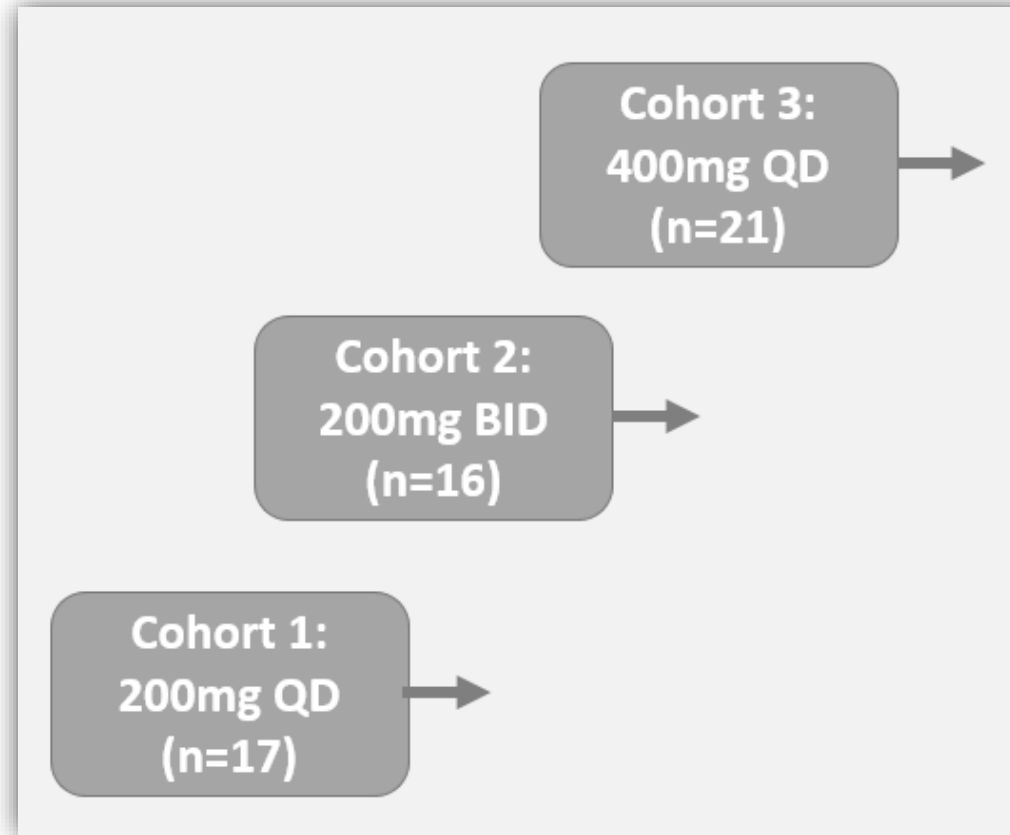 Cohort 3:
400mg QD
(n=21)
Cohort 2:
200mg BID
(n=16)
Cohort 1:
200mg QD
(n=17)